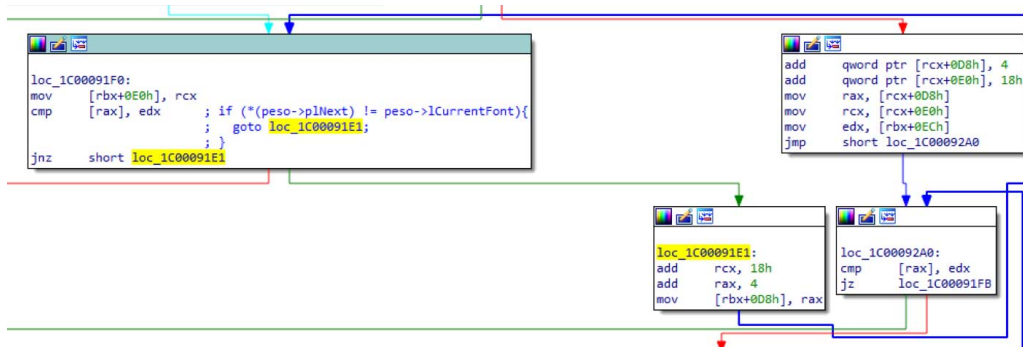 loc_1C00091F0:
mov [rbx+0E0h], rcx
cmp [rax], edx ; if (*(peso->plNext) != peso->lCurrentFont){
; goto loc_1C00091E1;
; }
jnz short loc_1C00091E1
add qword ptr [rcx+0D8h], 4
add qword ptr [rcx+0E0h], 18h
mov rax, [rcx+0D8h]
mov rcx, [rcx+0E0h]
mov edx, [rbx+0ECh]
jmp short loc_1C00092A0
loc_1C00091E1:
add rcx, 18h
add rax, 4
mov [rbx+0D8h], rax
loc_1C00092A0:
cmp [rax], edx
jz loc_1C00091FB